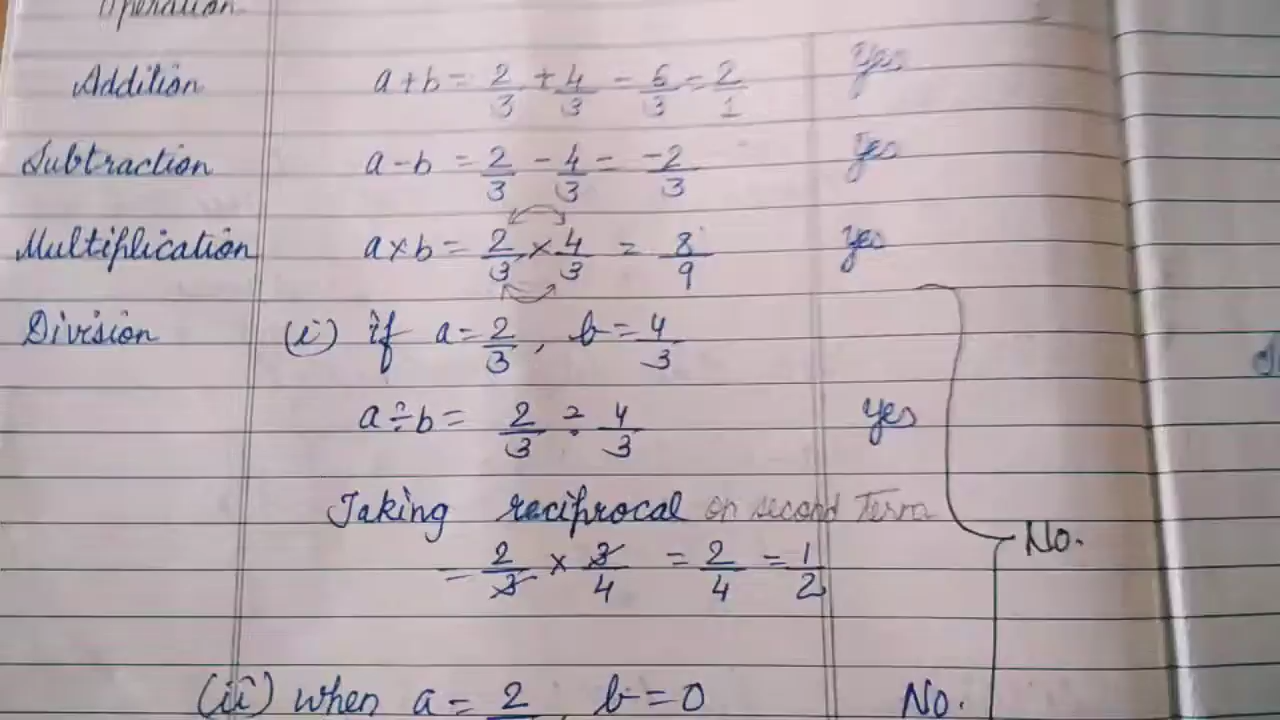 Operation
Addition a + b = 2/3 + 4/3 = 6/3 = 2/1 Yes
Subtraction a - b = 2/3 - 4/3 = -2/3 Yes
Multiplication a × b = 2/3 × 4/3 = 8/9 Yes
Division (i) if a = 2/3, b = 4/3
a ÷ b = 2/3 ÷ 4/3 Yes
Taking reciprocal on second Term
No.
= 2/3 × 3/4 = 2/4 = 1/2
(ii) when a = 2, b = 0 No.